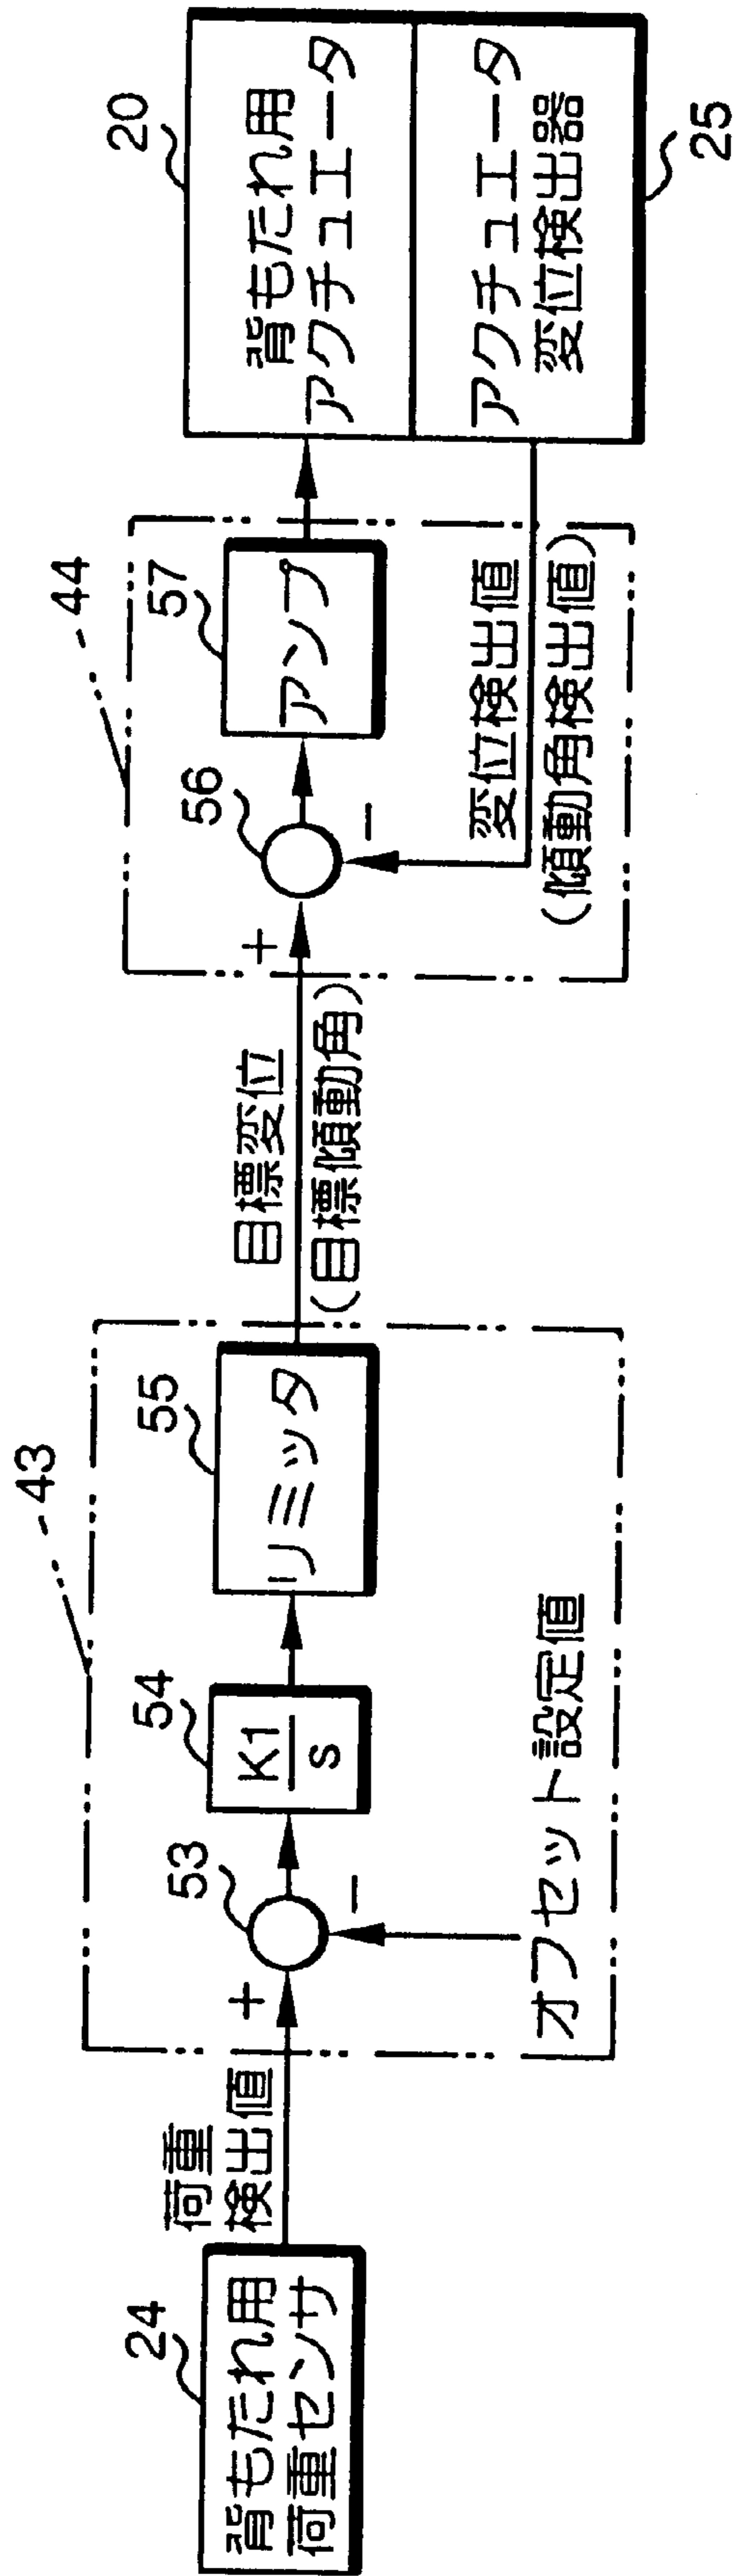 24
背もたれ用
荷重センサ
荷重
検出値
43
+
53
−
オフセット設定値
54
K1
s
55
リミッタ
目標変位
(目標傾動角)
44
+
56
−
57
アンプ
変位検出値
(傾動角検出値)
20
背もたれ用
アクチュエータ
アクチュエータ
変位検出器
25